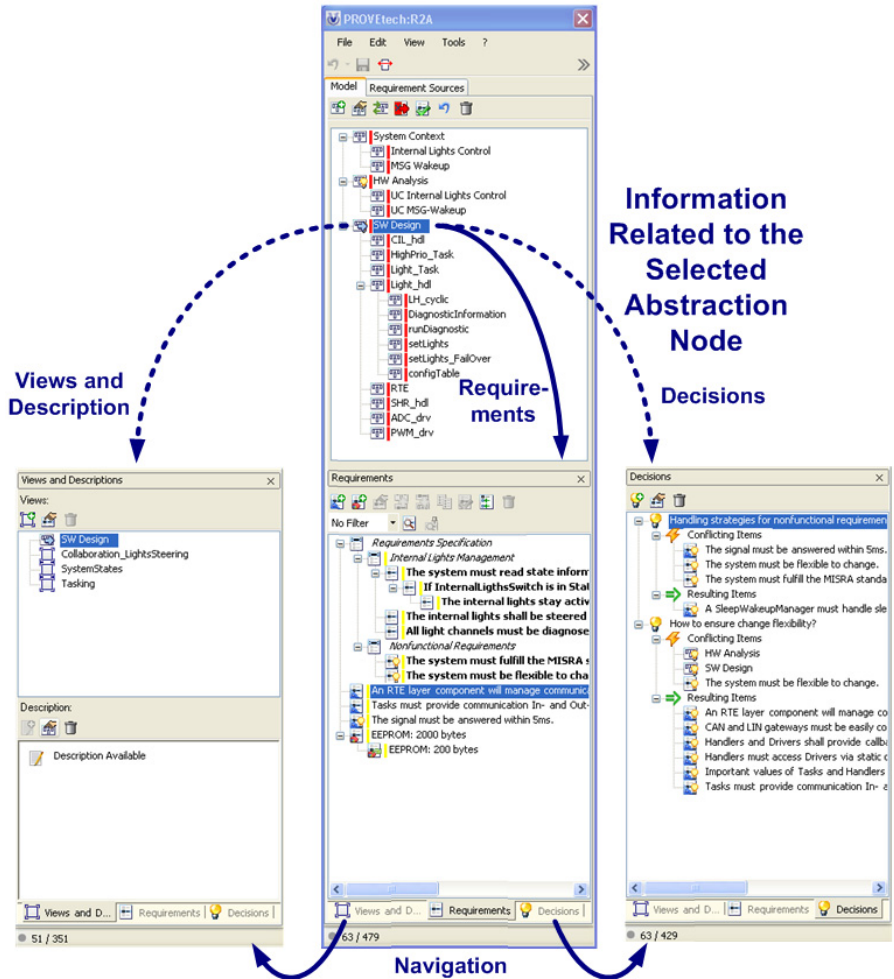 PROVEtech:R2A
File Edit View Tools ?
Model Requirement Sources
System Context
Internal Lights Control
MSG Wakeup
HW Analysis
UC Internal Lights Control
UC MSG-Wakeup
SW Design
CIL_hdl
HighPrio_Task
Light_Task
Light_hdl
LH_cyclic
DiagnosticInformation
runDiagnostic
setLights
setLights_FailOver
configTable
RTE
SHR_hdl
ADC_drv
PWM_drv
Information
Related to the
Selected
Abstraction
Node
Views and
Description
Require-
ments
Decisions
Views and Descriptions
Views:
SW Design
Collaboration_LightsSteering
SystemStates
Tasking
Description:
Description Available
Views and D... Requirements Decisions
51 / 351
Requirements
No Filter
Requirements Specification
Internal Lights Management
The system must read state inform
If InternalLigthsSwitch is in Stal
The internal lights stay activ
The internal lights shall be steered
All light channels must be diagnose
Nonfunctional Requirements
The system must fulfill the MISRA s
The system must be flexible to cha
An RTE layer component will manage communica
Tasks must provide communication In- and Out-
The signal must be answered within 5ms.
EEPROM: 2000 bytes
EEPROM: 200 bytes
Views and D... Requirements Decisions
63 / 479
Decisions
Handling strategies for nonfunctional requiremen
Conflicting Items
The signal must be answered within 5ms.
The system must be flexible to change.
The system must fulfill the MISRA standa
Resulting Items
A SleepWakeupManager must handle sle
How to ensure change flexibility?
Conflicting Items
HW Analysis
SW Design
The system must be flexible to change.
Resulting Items
An RTE layer component will manage co
CAN and LIN gateways must be easily co
Handlers and Drivers shall provide callba
Handlers must access Drivers via static c
Important values of Tasks and Handlers
Tasks must provide communication In- a
Views and D... Requirements Decisions
63 / 429
Navigation